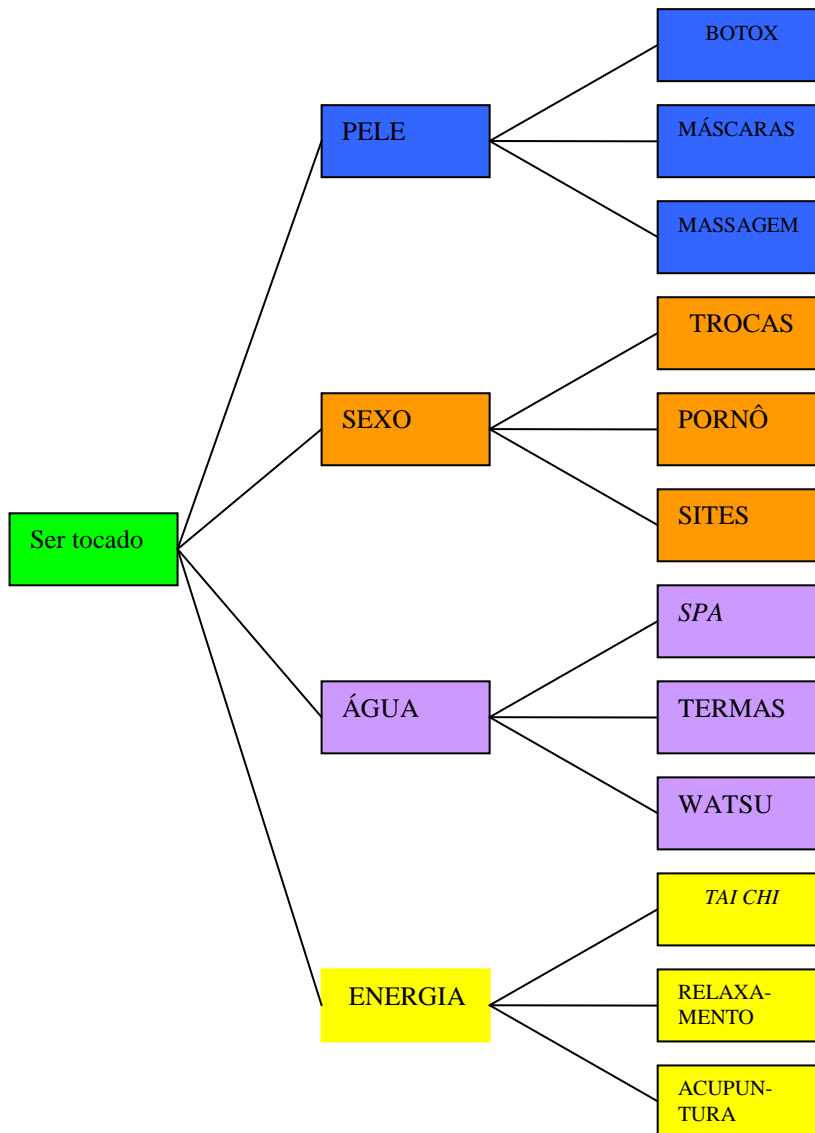 BOTOX
PELE
MÁSCARAS
MASSAGEM
TROCAS
SEXO
PORNÔ
SITES
Ser tocado
SPA
ÁGUA
TERMAS
WATSU
TAI CHI
ENERGIA
RELAXA-
MENTO
ACUPUN-
TURA